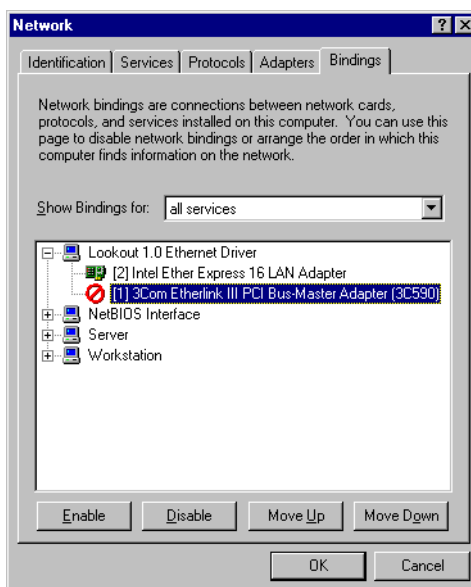 Network
Identification Services Protocols Adapters Bindings
Network bindings are connections between network cards,
protocols, and services installed on this computer. You can use this
page to disable network bindings or arrange the order in which this
computer finds information on the network.
Show Bindings for: all services
Lookout 1.0 Ethernet Driver
[2] Intel Ether Express 16 LAN Adapter
[1] 3Com Etherlink III PCI Bus-Master Adapter (3C590)
NetBIOS Interface
Server
Workstation
Enable Disable Move Up Move Down
OK Cancel